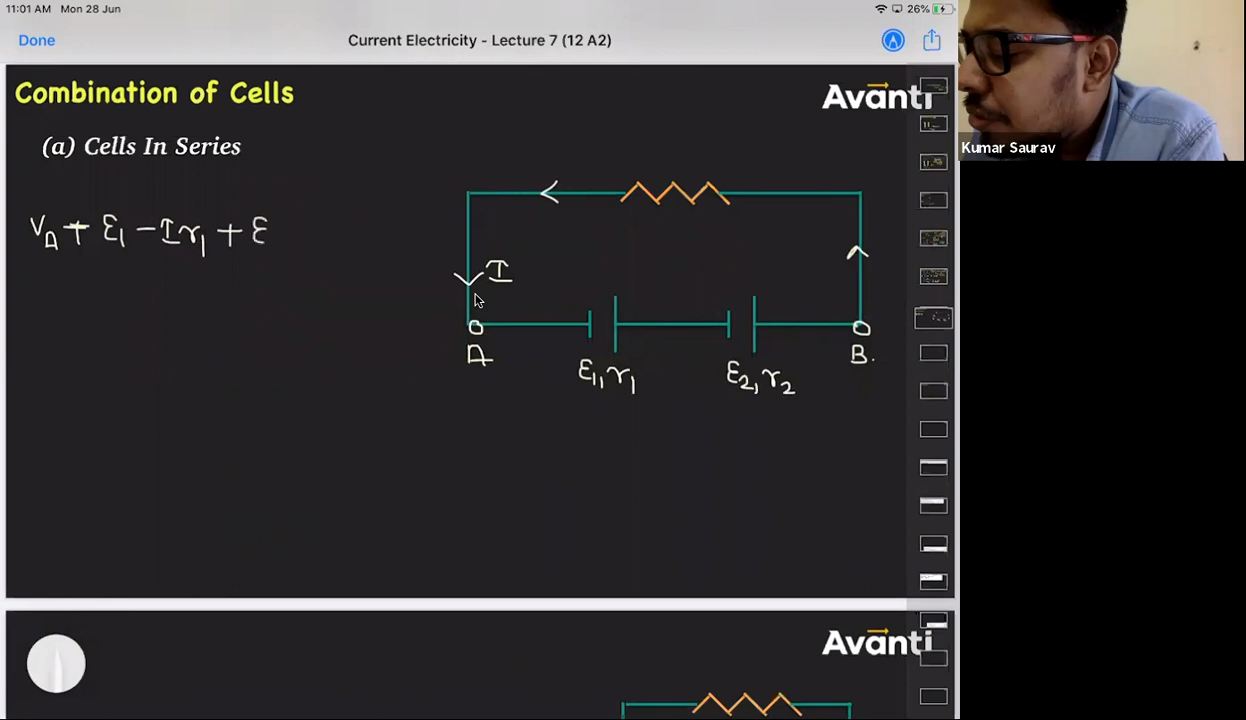 11:01 AM Mon 28 Jun
26%
Done
Current Electricity - Lecture 7 (12 A2)
Combination of Cells
Avanti
Kumar Saurav
(a) Cells In Series
V_A + ε₁ - Ir₁ + ε
I
A
B.
ε₁, r₁
ε₂, r₂
Avanti